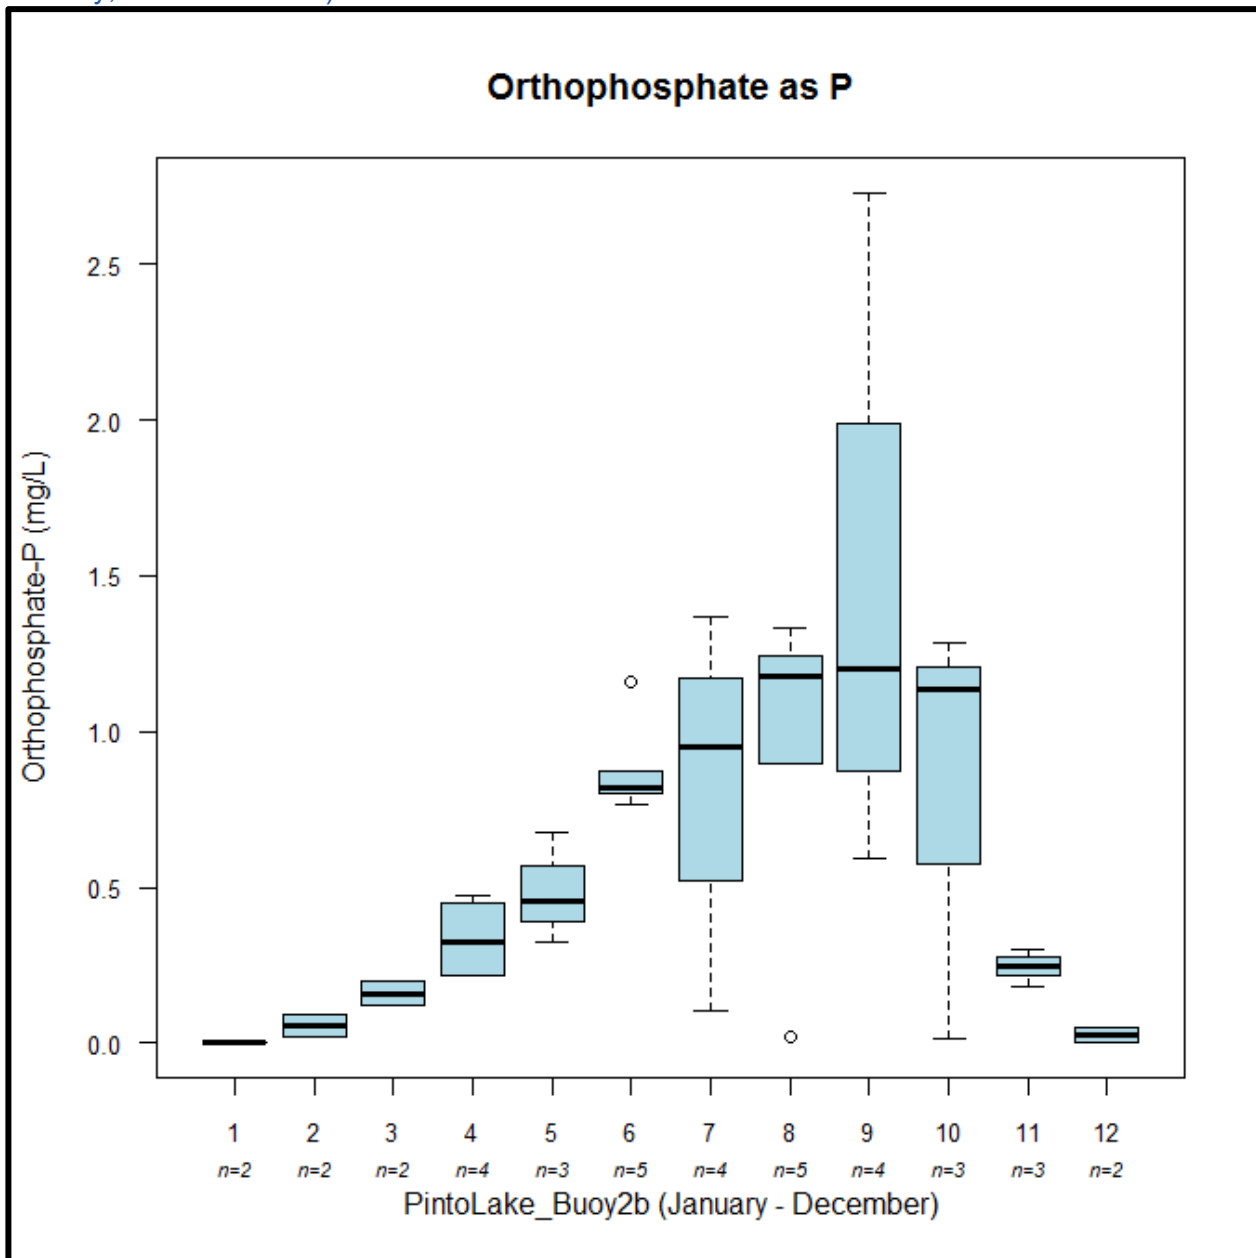 Orthophosphate as P
Orthophosphate-P (mg/L)
2.5
2.0
1.5
1.0
0.5
0.0
1 2 3 4 5 6 7 8 9 10 11 12
n=2 n=2 n=2 n=4 n=3 n=5 n=4 n=5 n=4 n=3 n=3 n=2
PintoLake_Buoy2b (January - December)